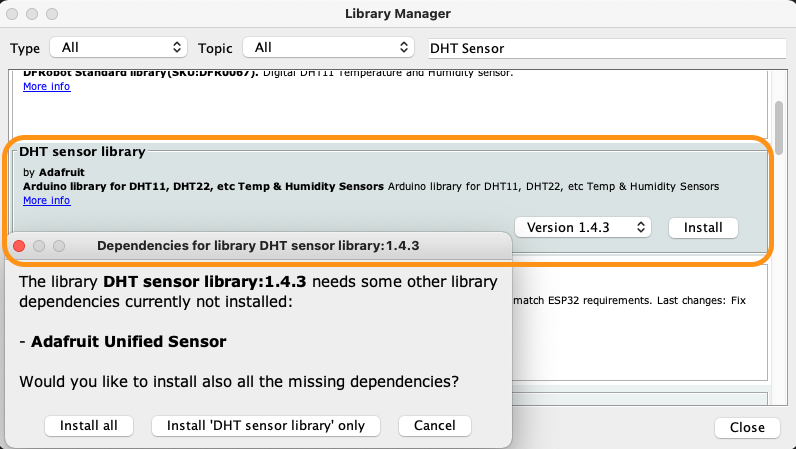 Library Manager
Type All Topic All DHT Sensor
DFRobot Standard library(SKU:DFR0067). Digital DHT11 Temperature and Humidity sensor.
More info
DHT sensor library
by Adafruit
Arduino library for DHT11, DHT22, etc Temp & Humidity Sensors Arduino library for DHT11, DHT22, etc Temp & Humidity Sensors
More info
Version 1.4.3 Install
Dependencies for library DHT sensor library:1.4.3
The library DHT sensor library:1.4.3 needs some other library
dependencies currently not installed:
match ESP32 requirements. Last changes: Fix
- Adafruit Unified Sensor
Would you like to install also all the missing dependencies?
Install all Install 'DHT sensor library' only Cancel
Close